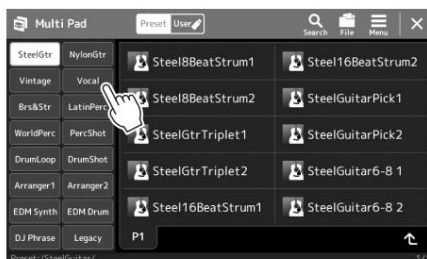 Multi Pad
Preset User
Search File Menu
SteelGtr NylonGtr
Vintage Vocal
Brs&Str LatinPerc
WorldPerc PercShot
DrumLoop DrumShot
Arranger1 Arranger2
EDM Synth EDM Drum
DJ Phrase Legacy
Steel8BeatStrum1 Steel16BeatStrum2
Steel8BeatStrum2 SteelGuitarPick1
SteelGtrTriplet1 SteelGuitarPick2
SteelGtrTriplet2 SteelGuitar6-8 1
Steel16BeatStrum1 SteelGuitar6-8 2
P1
Preset:/SteelGuitar/